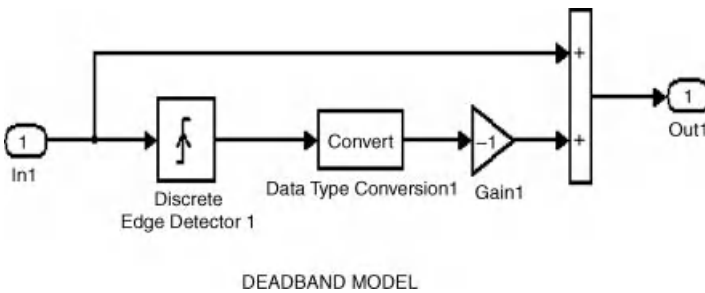 +
1
In1
Discrete
Edge Detector 1
Convert
Data Type Conversion1
−1
Gain1
+
1
Out1
DEADBAND MODEL